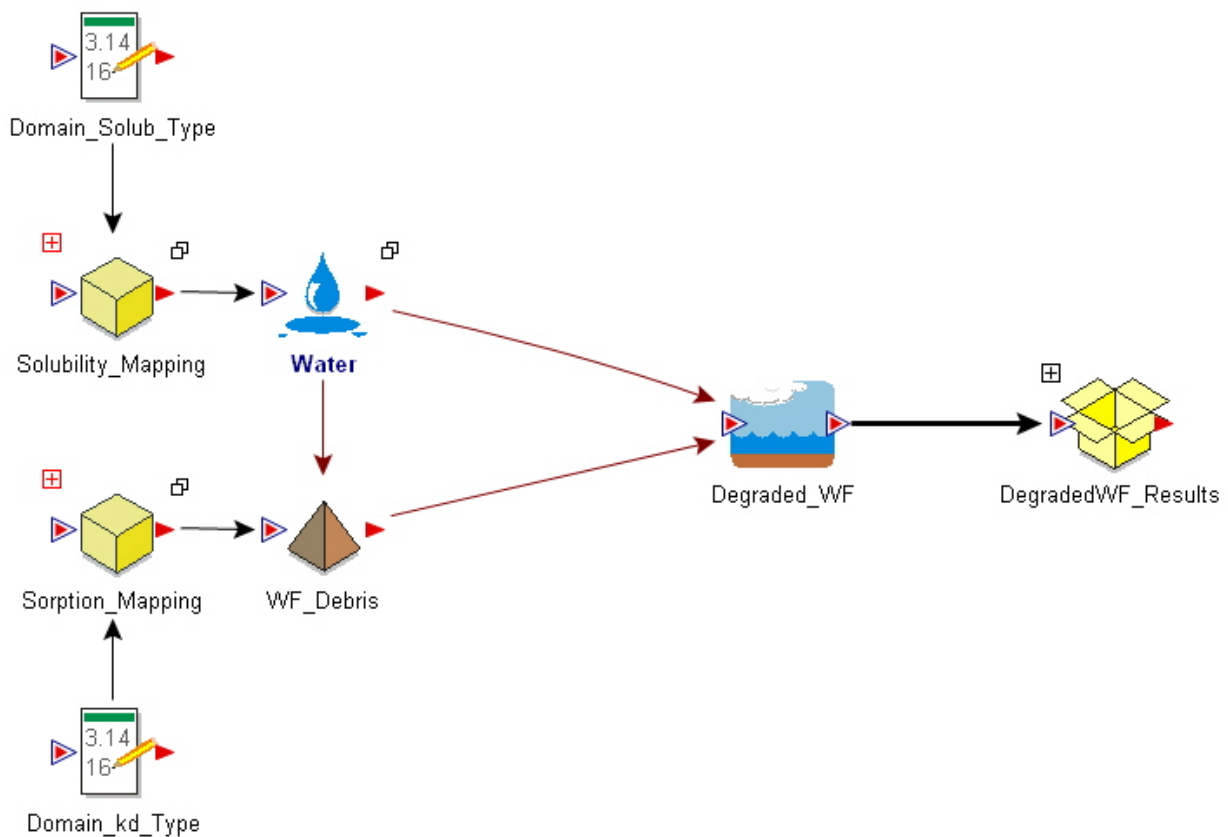 3.14
16
Domain_Solub_Type
Solubility_Mapping
Water
Degraded_WF
DegradedWF_Results
Sorption_Mapping
WF_Debris
3.14
16
Domain_kd_Type